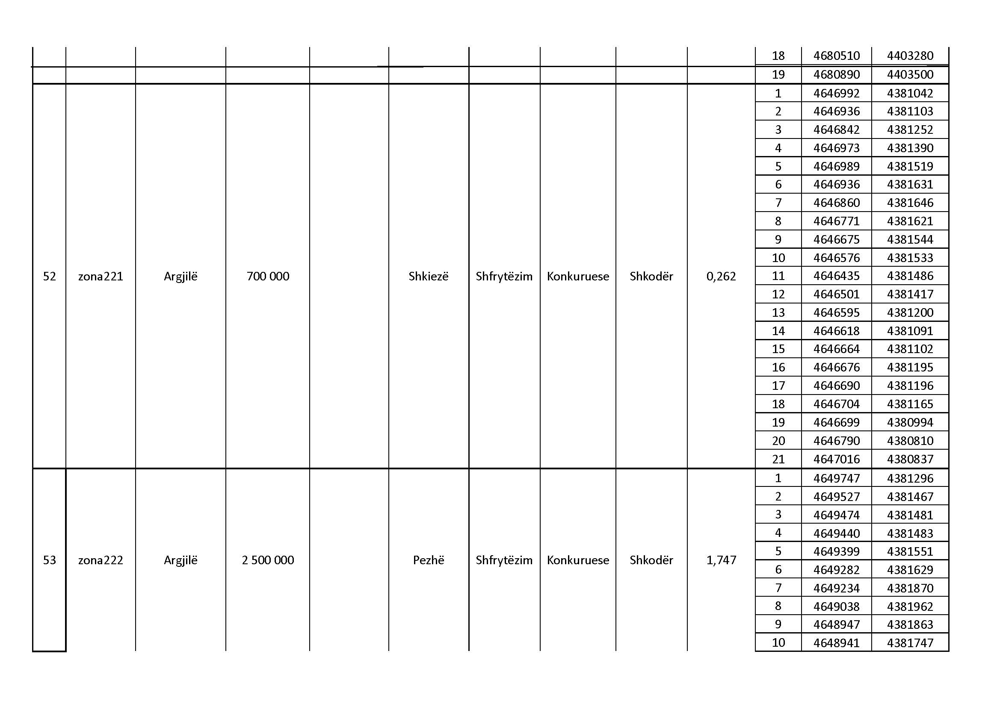 18 4680510 4403280
19 4680890 4403500
1 4646992 4381042
2 4646936 4381103
3 4646842 4381252
4 4646973 4381390
5 4646989 4381519
6 4646936 4381631
7 4646860 4381646
8 4646771 4381621
9 4646675 4381544
10 4646576 4381533
52 zona221 Argjilë 700 000 Shkiezë Shfrytëzim Konkuruese Shkodër 0,262 11 4646435 4381486
12 4646501 4381417
13 4646595 4381200
14 4646618 4381091
15 4646664 4381102
16 4646676 4381195
17 4646690 4381196
18 4646704 4381165
19 4646699 4380994
20 4646790 4380810
21 4647016 4380837
1 4649747 4381296
2 4649527 4381467
3 4649474 4381481
4 4649440 4381483
5 4649399 4381551
53 zona222 Argjilë 2 500 000 Pezhë Shfrytëzim Konkuruese Shkodër 1,747
6 4649282 4381629
7 4649234 4381870
8 4649038 4381962
9 4648947 4381863
10 4648941 4381747